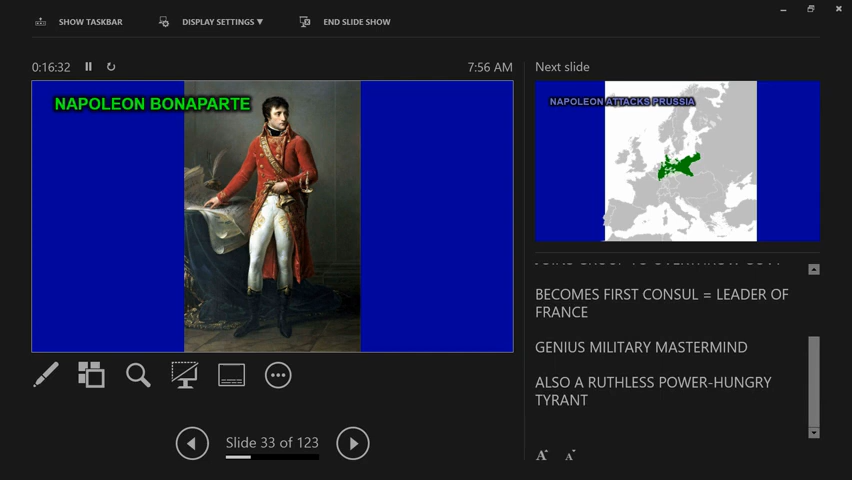 SHOW TASKBAR
DISPLAY SETTINGS ▼
END SLIDE SHOW
0:16:32
7:56 AM
Next slide
NAPOLEON BONAPARTE
NAPOLEON ATTACKS PRUSSIA
BECOMES FIRST CONSUL = LEADER OF
FRANCE
GENIUS MILITARY MASTERMIND
ALSO A RUTHLESS POWER-HUNGRY
TYRANT
Slide 33 of 123
A A